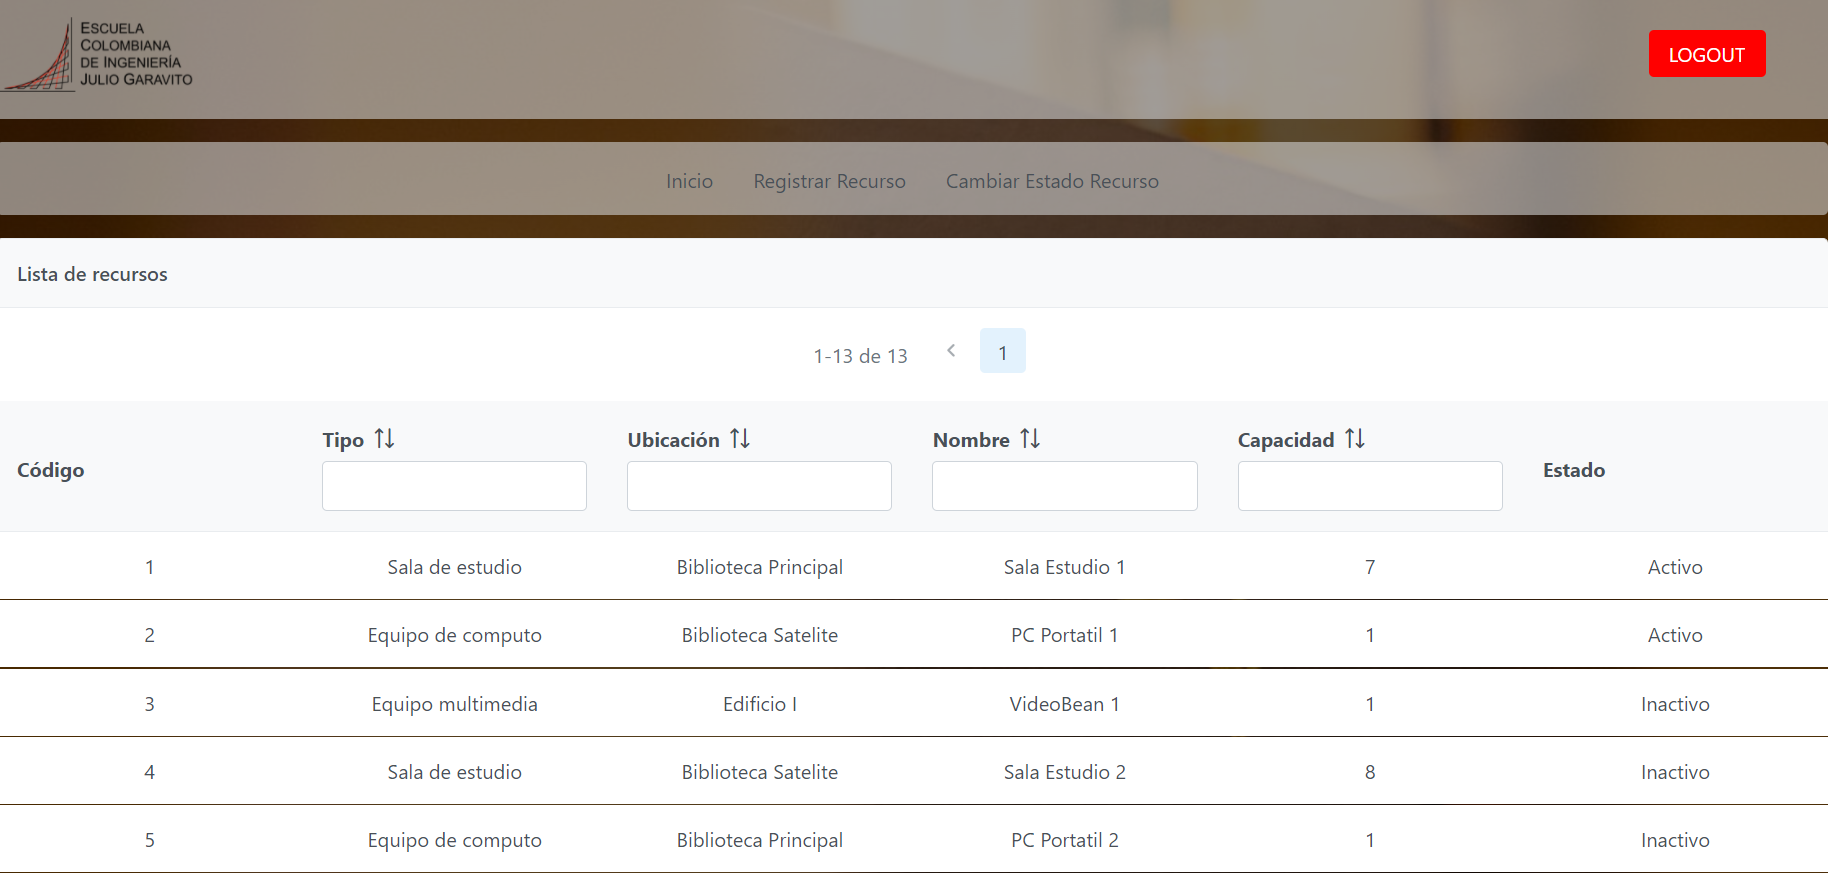 ESCUELA
COLOMBIANA
DE INGENIERÍA
JULIO GARAVITO
LOGOUT
Inicio Registrar Recurso Cambiar Estado Recurso
Lista de recursos
1-13 de 13 1
Código Tipo Ubicación Nombre Capacidad Estado
1 Sala de estudio Biblioteca Principal Sala Estudio 1 7 Activo
2 Equipo de computo Biblioteca Satelite PC Portatil 1 1 Activo
3 Equipo multimedia Edificio I VideoBean 1 1 Inactivo
4 Sala de estudio Biblioteca Satelite Sala Estudio 2 8 Inactivo
5 Equipo de computo Biblioteca Principal PC Portatil 2 1 Inactivo